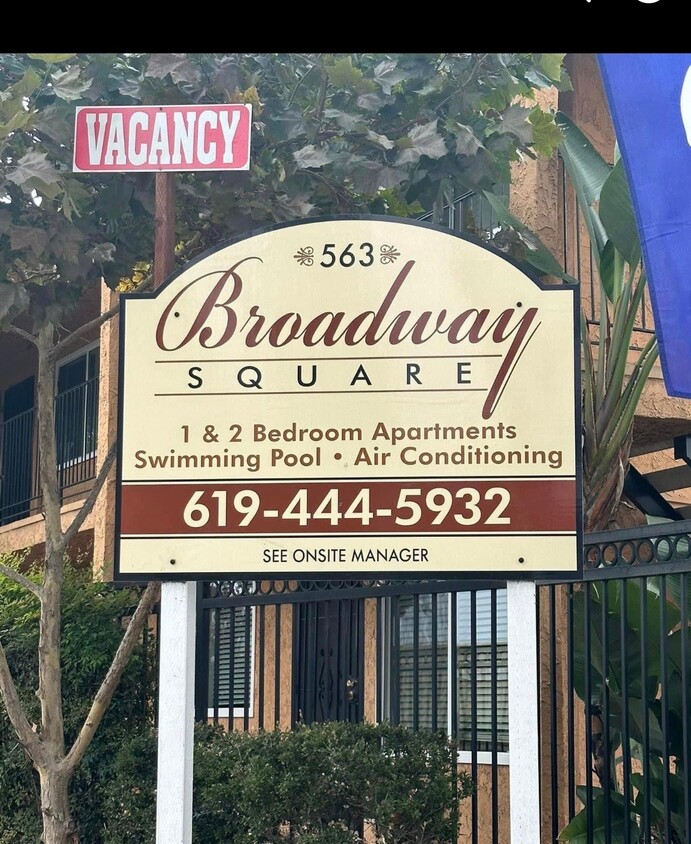 VACANCY
563
Broadway
SQUARE
1 & 2 Bedroom Apartments
Swimming Pool • Air Conditioning
619-444-5932
SEE ONSITE MANAGER